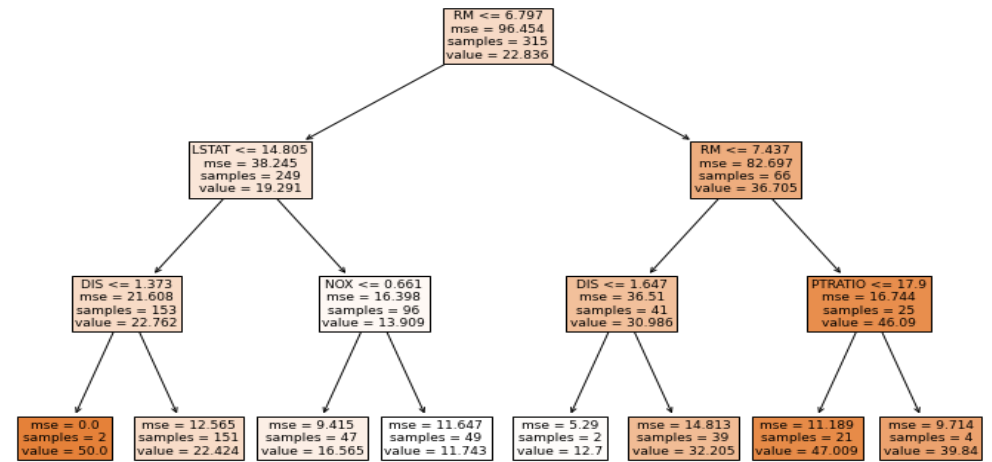 RM <= 6.797
mse = 96.454
samples = 315
value = 22.836
LSTAT <= 14.805
mse = 38.245
samples = 249
value = 19.291
RM <= 7.437
mse = 82.697
samples = 66
value = 36.705
DIS <= 1.373
mse = 21.608
samples = 153
value = 22.762
NOX <= 0.661
mse = 16.398
samples = 96
value = 13.909
DIS <= 1.647
mse = 36.51
samples = 41
value = 30.986
PTRATIO <= 17.9
mse = 16.744
samples = 25
value = 46.09
mse = 0.0
samples = 2
value = 50.0
mse = 12.565
samples = 151
value = 22.424
mse = 9.415
samples = 47
value = 16.565
mse = 11.647
samples = 49
value = 11.743
mse = 5.29
samples = 2
value = 12.7
mse = 14.813
samples = 39
value = 32.205
mse = 11.189
samples = 21
value = 47.009
mse = 9.714
samples = 4
value = 39.84